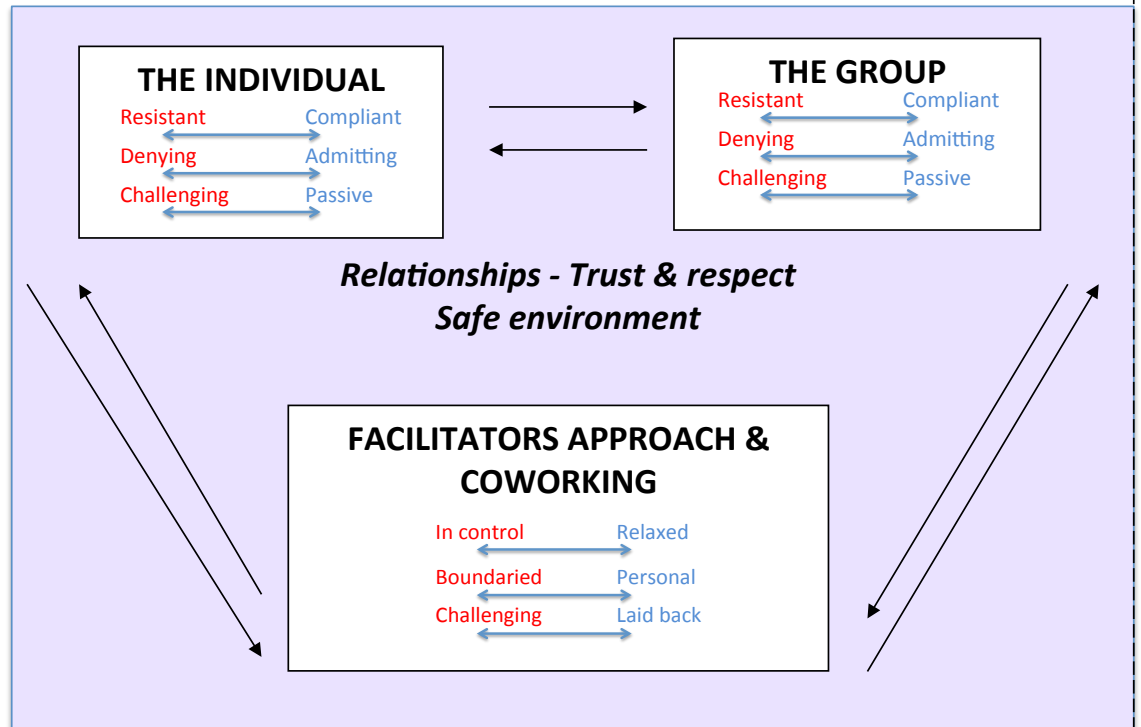 THE INDIVIDUAL
Resistant Compliant
Denying Admitting
Challenging Passive
THE GROUP
Resistant Compliant
Denying Admitting
Challenging Passive
Relationships - Trust & respect
Safe environment
FACILITATORS APPROACH &
COWORKING
In control Relaxed
Boundaried Personal
Challenging Laid back